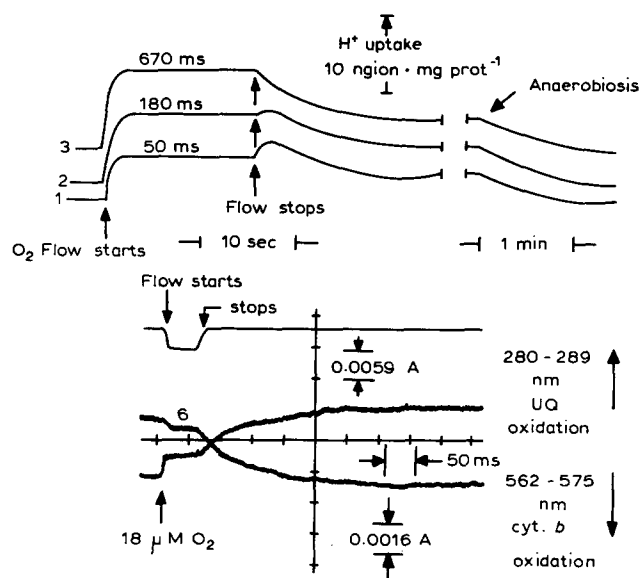 670 ms
H⁺ uptake
10 ngion · mg prot⁻¹
Anaerobiosis
180 ms
50 ms
3
2
1
Flow stops
O₂ Flow starts
10 sec
1 min
Flow starts
stops
0.0059 A
280 - 289
nm
UQ
oxidation
6
50 ms
562 - 575
nm
cyt. b
oxidation
18 μM O₂
0.0016 A